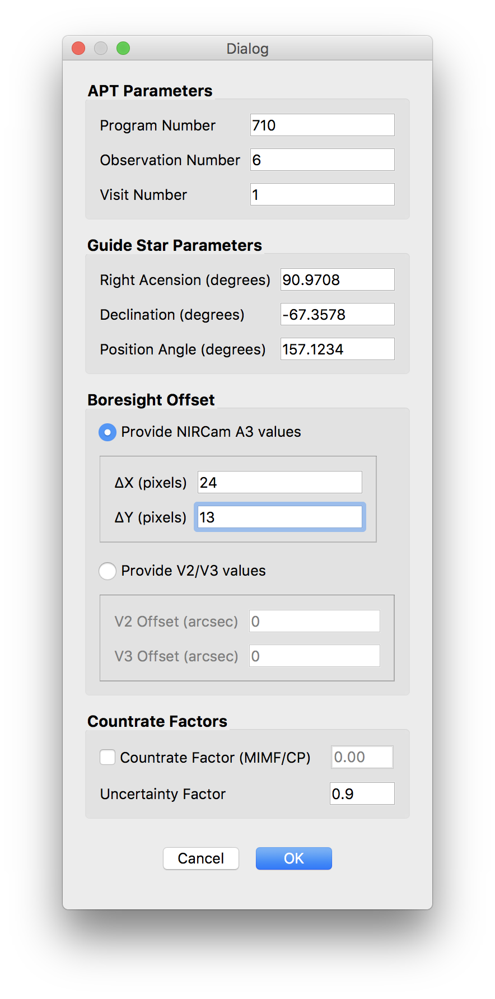 Dialog
APT Parameters
Program Number 710
Observation Number 6
Visit Number 1
Guide Star Parameters
Right Acension (degrees) 90.9708
Declination (degrees) -67.3578
Position Angle (degrees) 157.1234
Boresight Offset
Provide NIRCam A3 values
ΔX (pixels) 24
ΔY (pixels) 13
Provide V2/V3 values
V2 Offset (arcsec) 0
V3 Offset (arcsec) 0
Countrate Factors
Countrate Factor (MIMF/CP) 0.00
Uncertainty Factor 0.9
Cancel OK